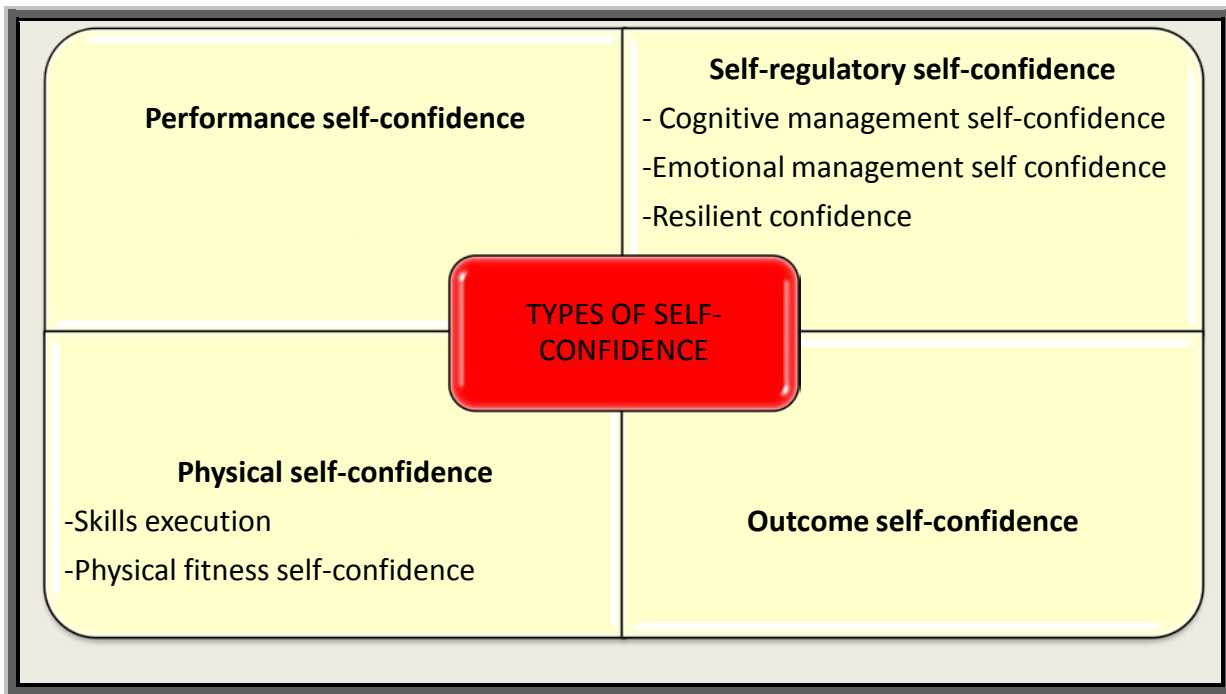 Performance self-confidence
Self-regulatory self-confidence
- Cognitive management self-confidence
-Emotional management self confidence
-Resilient confidence
TYPES OF SELF-
CONFIDENCE
Physical self-confidence
-Skills execution
-Physical fitness self-confidence
Outcome self-confidence